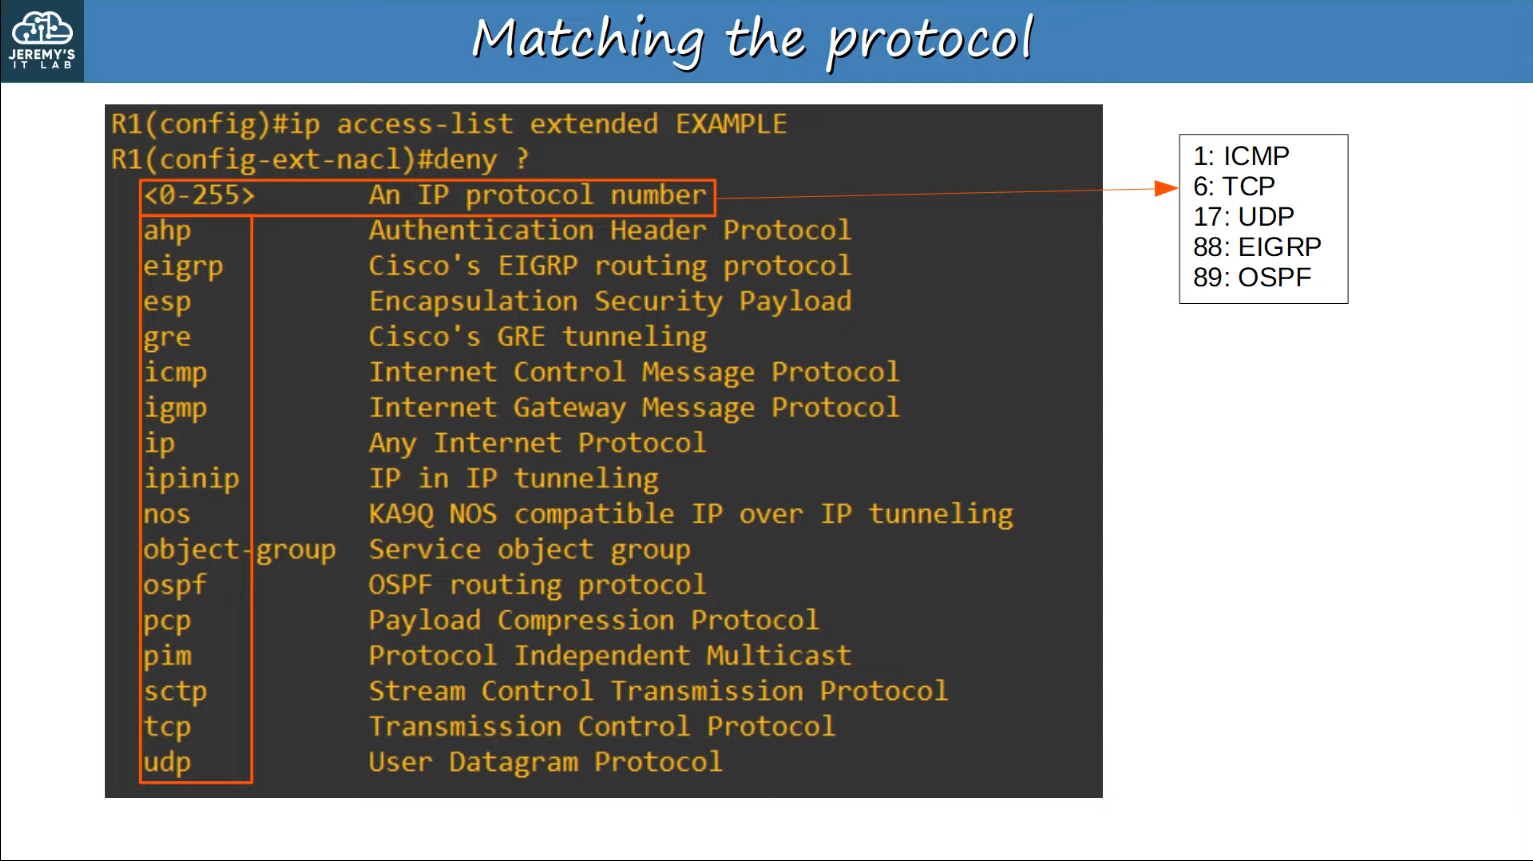 JEREMY'S
IT LAB
Matching the protocol
R1(config)#ip access-list extended EXAMPLE
R1(config-ext-nacl)#deny ?
<0-255> An IP protocol number
ahp Authentication Header Protocol
eigrp Cisco's EIGRP routing protocol
esp Encapsulation Security Payload
gre Cisco's GRE tunneling
icmp Internet Control Message Protocol
igmp Internet Gateway Message Protocol
ip Any Internet Protocol
ipinip IP in IP tunneling
nos KA9Q NOS compatible IP over IP tunneling
object-group Service object group
ospf OSPF routing protocol
pcp Payload Compression Protocol
pim Protocol Independent Multicast
sctp Stream Control Transmission Protocol
tcp Transmission Control Protocol
udp User Datagram Protocol
1: ICMP
6: TCP
17: UDP
88: EIGRP
89: OSPF